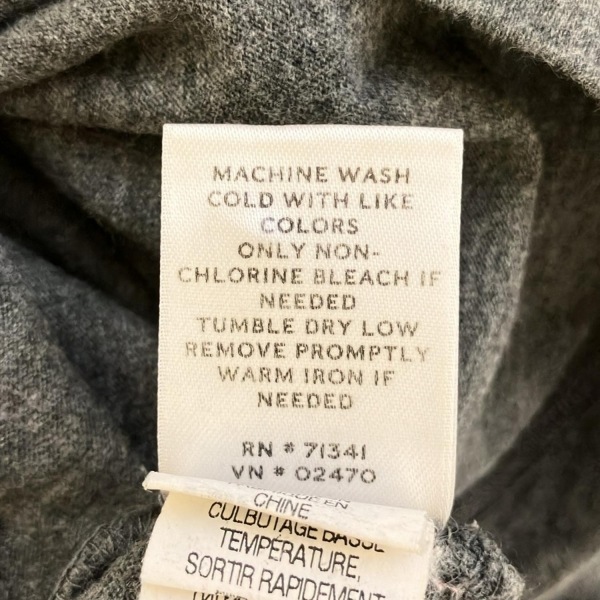 MACHINE WASH
COLD WITH LIKE
COLORS
ONLY NON-
CHLORINE BLEACH IF
NEEDED
TUMBLE DRY LOW
REMOVE PROMPTLY
WARM IRON IF
NEEDED
RN # 71341
VN # 02470
EN
CHINE
CULBUTAGE BASSE
TEMPÉRATURE,
SORTIR RAPIDEMENT